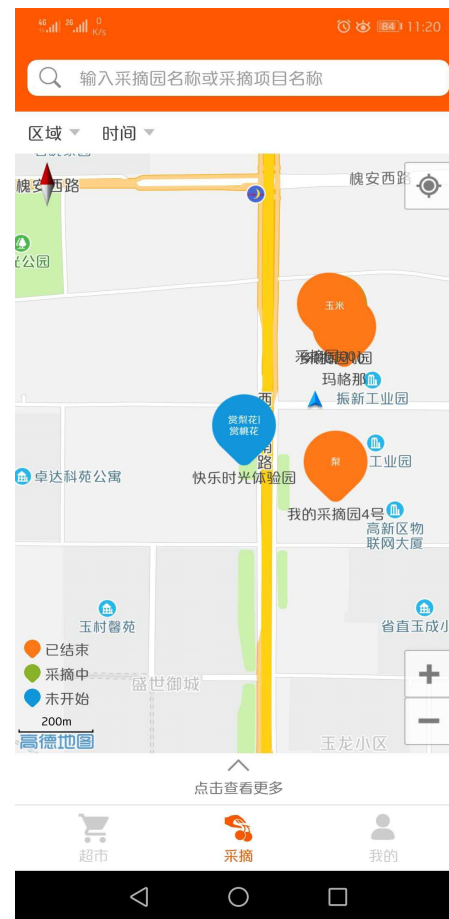 46 26 0 K/s 84 11:20
输入采摘园名称或采摘项目名称
区域 时间
槐安西路
槐安西路
公园
玉米
玛格那
振新工业园
西
赏梨花|
赏桃花
南
路
快乐时光体验园
梨
工业园
卓达科苑公寓
我的采摘园4号
高新区物
联网大厦
玉村馨苑
省直玉成小
已结束
采摘中
未开始
盛世御城
200m
高德地图
玉龙小区
点击查看更多
超市 采摘 我的